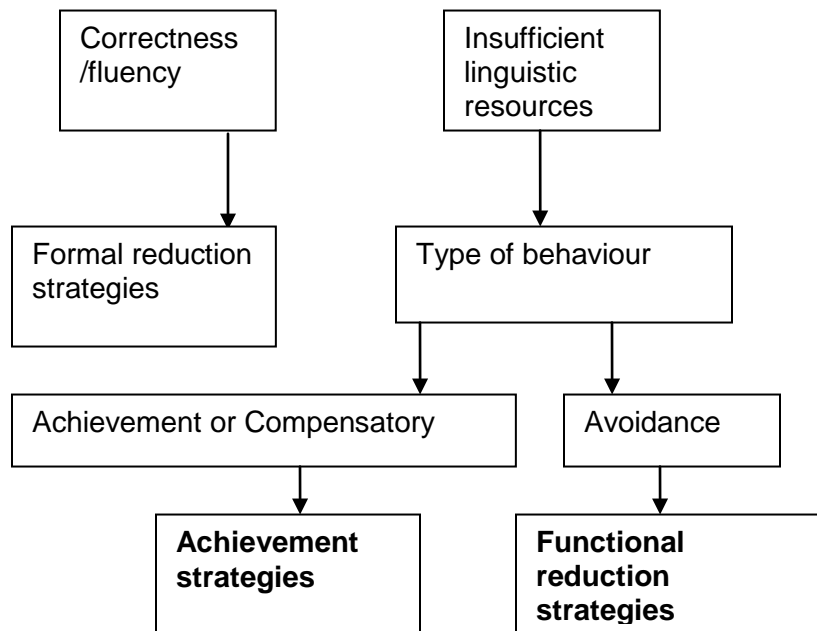 Correctness
/fluency
Insufficient
linguistic
resources
Formal reduction
strategies
Type of behaviour
Achievement or Compensatory
Avoidance
Achievement
strategies
Functional
reduction
strategies